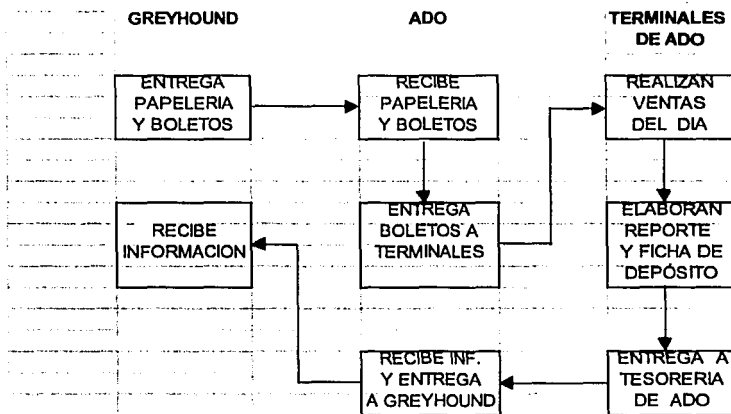 GREYHOUND
ADO
TERMINALES
DE ADO
ENTREGA
PAPELERIA
Y BOLETOS
RECIBE
PAPELERIA
Y BOLETOS
REALIZAN
VENTAS
DEL DIA
RECIBE
INFORMACION
ENTREGA
BOLETOS A
TERMINALES
ELABORAN
REPORTE
Y FICHA DE
DEPÓSITO
RECIBE INF.
Y ENTREGA
A GREYHOUND
ENTREGA A
TESORERIA
DE ADO